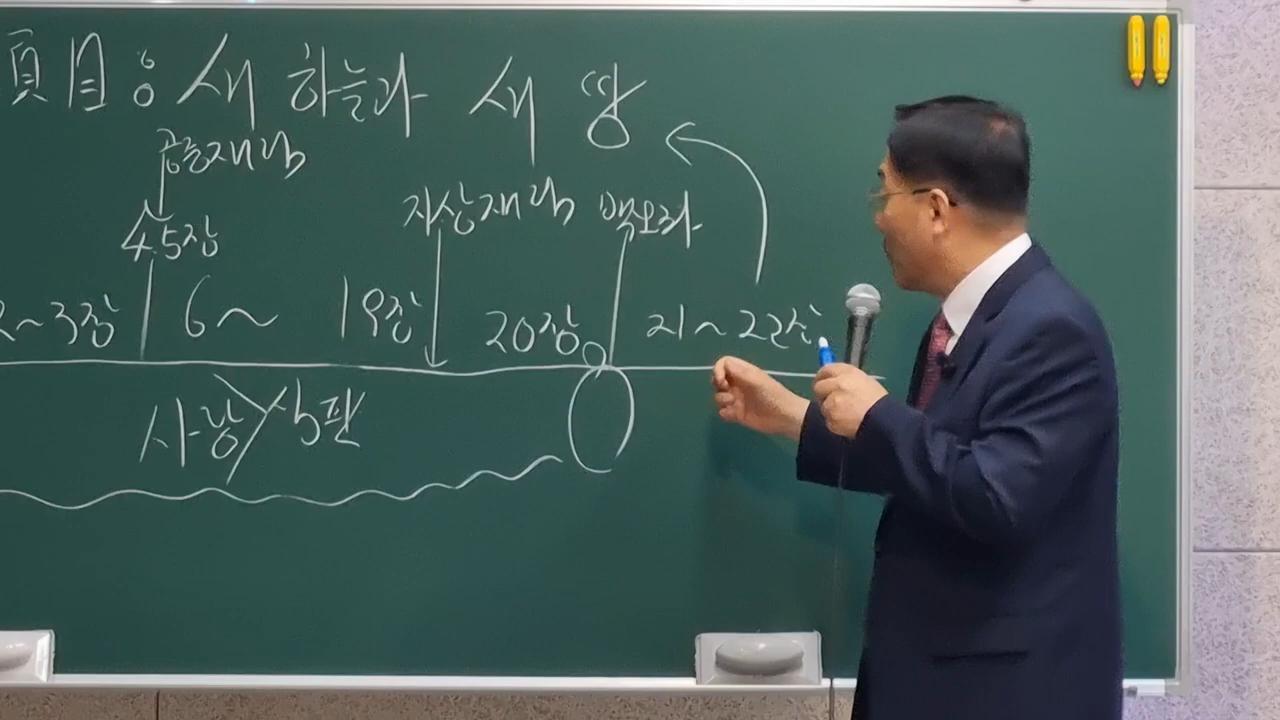 頁目 : 새 하늘과 새 땅
공중재림
지상재림 백보좌
4.5장
2~3장 6~ 19장 20장 21~22장
사랑 심판